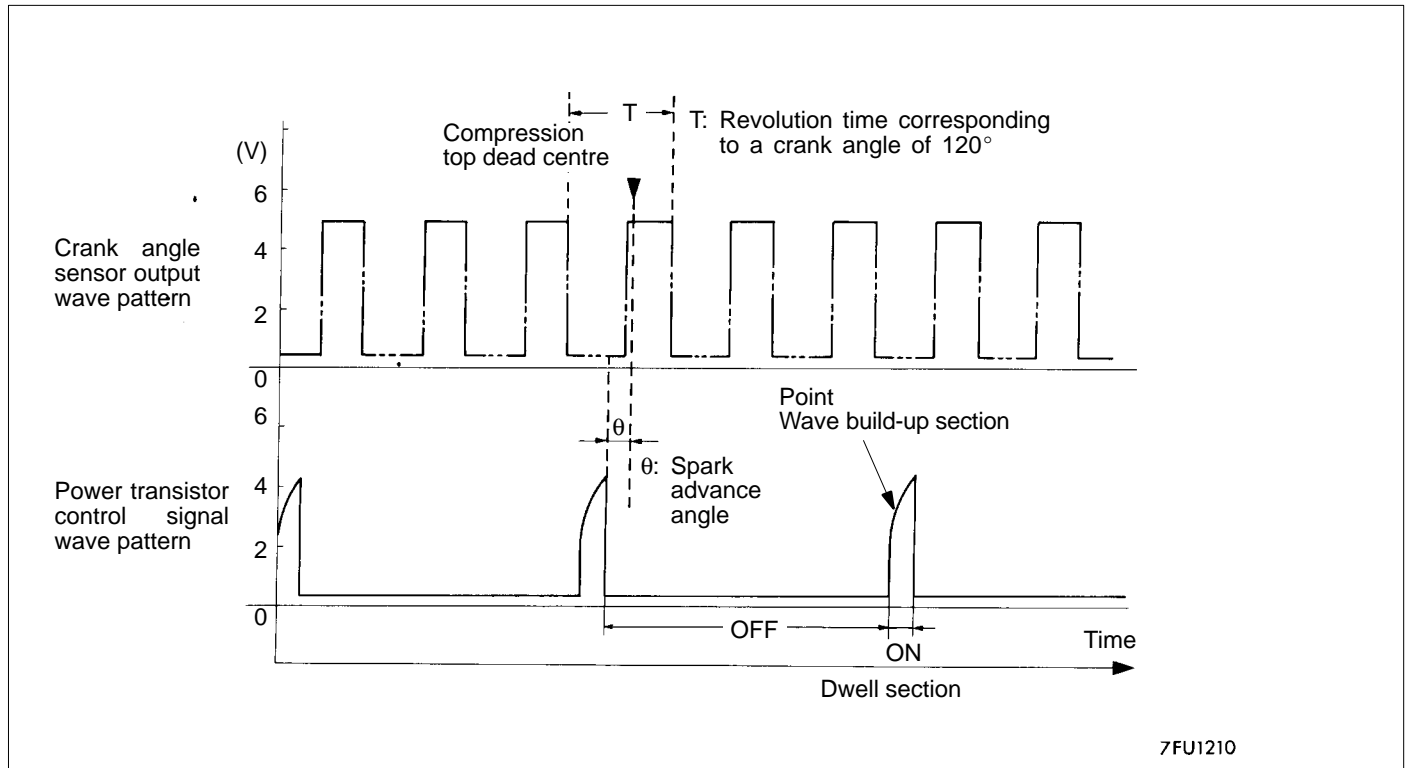 T
T: Revolution time corresponding
to a crank angle of 120°
Compression
top dead centre
(V)
6
4
2
0
Crank angle
sensor output
wave pattern
Point
Wave build-up section
θ
θ: Spark
advance
angle
6
4
2
0
Power transistor
control signal
wave pattern
OFF
ON
Time
Dwell section
7FU1210